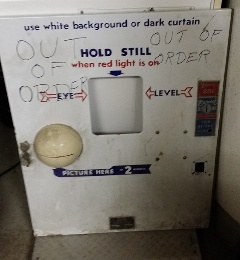 use white background or dark curtain
OUT OF ORDER
OUT OF ORDER
HOLD STILL
when red light is on
EYE
LEVEL
PICTURE HERE
2